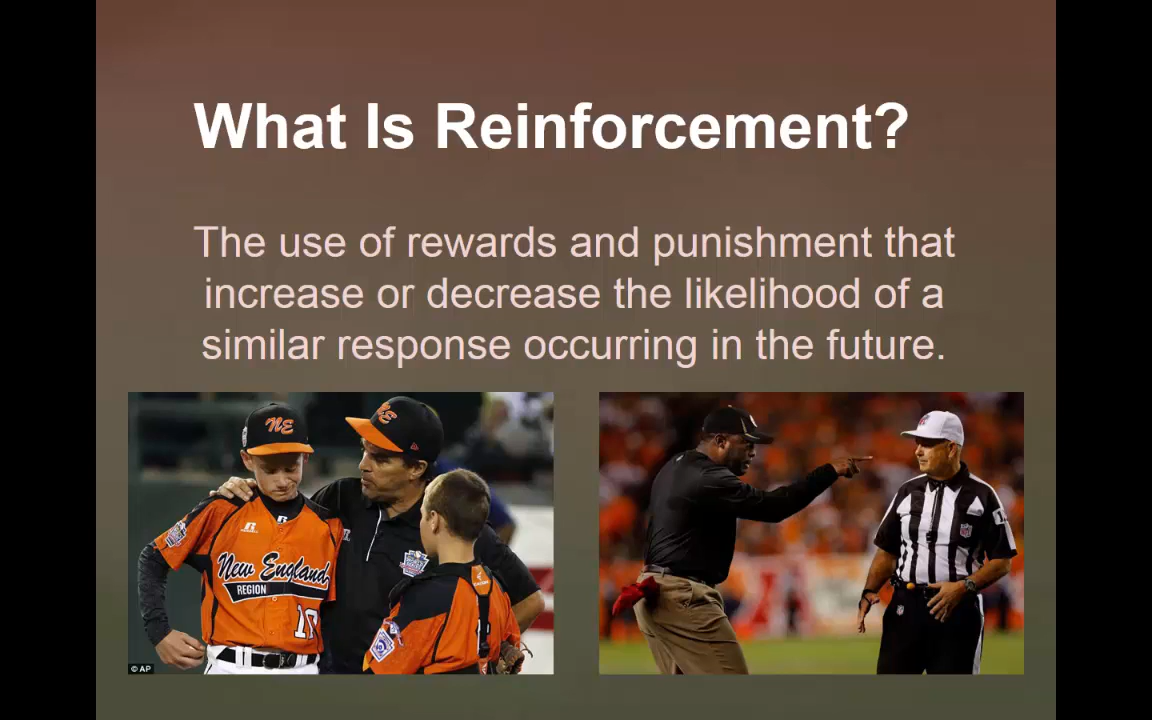 What Is Reinforcement?
The use of rewards and punishment that
increase or decrease the likelihood of a
similar response occurring in the future.
NE
NE
New England
REGION
10
© AP